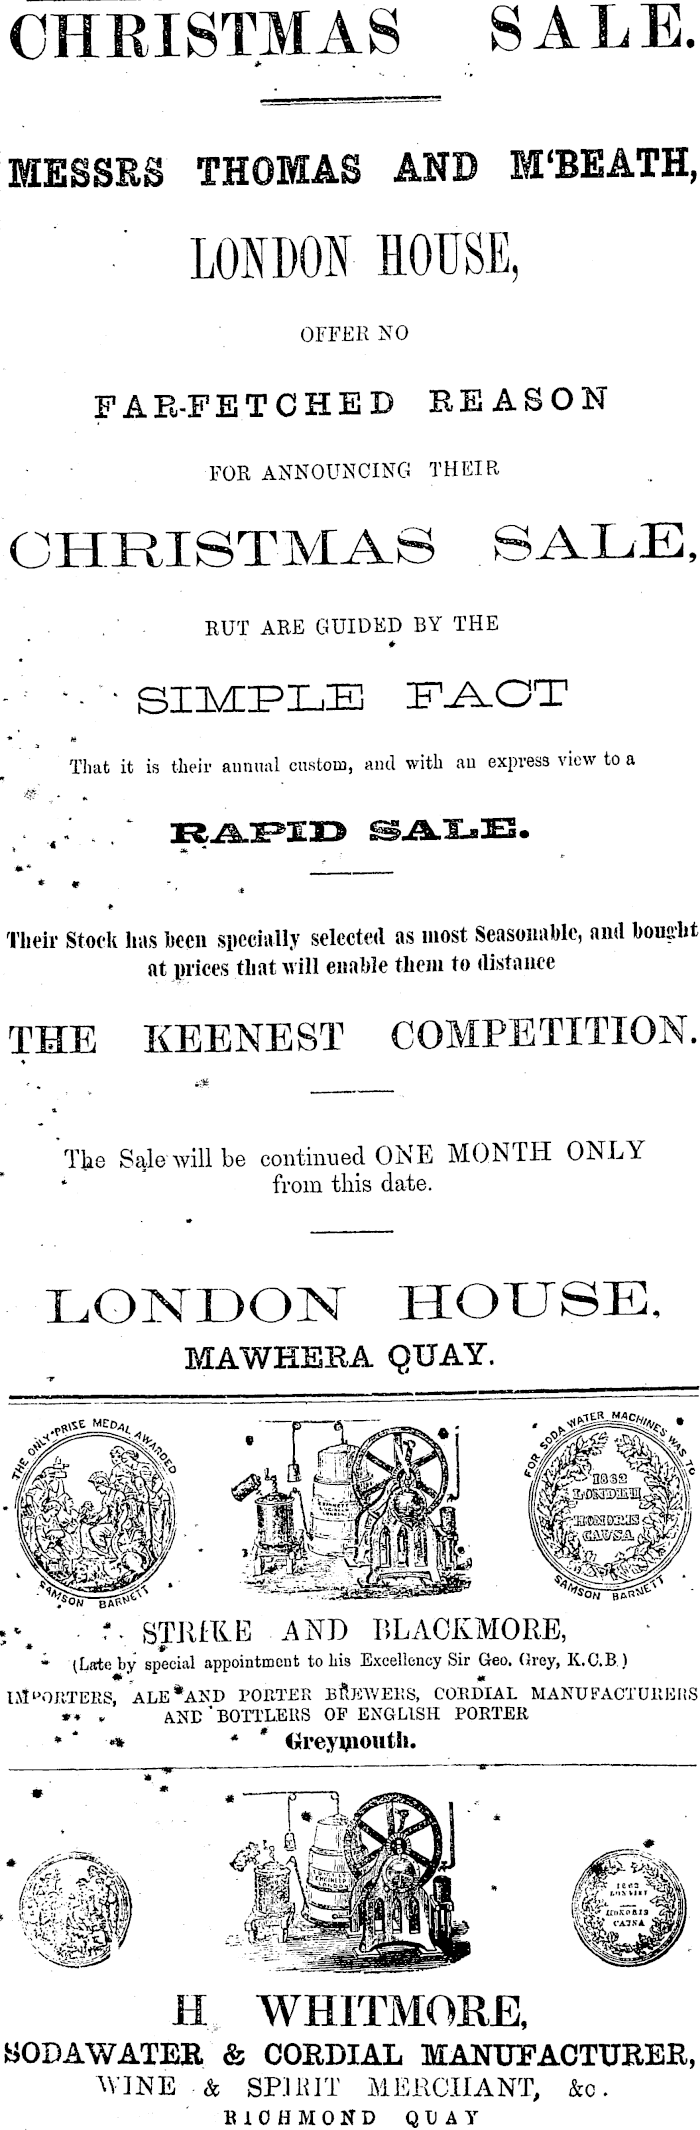 CHRISTMAS SALE.
MESSRS THOMAS AND M'BEATH,
LONDON HOUSE,
OFFER NO
FAR-FETCHED REASON
FOR ANNOUNCING THEIR
CHRISTMAS SALE,
RUT ARE GUIDED BY THE
SIMPLE FACT
That it is their annual custom, and with an express view to a
RAPID SALE.
Their Stock has been specially selected as most Seasonable, and bought
at prices that will enable them to distance
THE KEENEST COMPETITION.
The Sale will be continued ONE MONTH ONLY
from this date.
LONDON HOUSE,
MAWHERA QUAY.
THE ONLY PRIZE MEDAL AWARDED
SAMSON BARNETT
FOR SODA WATER MACHINES WAS TO
1862
LONDINI
HONORIS
CAUSA
SAMSON BARNETT
STRIKE AND BLACKMORE,
(Late by special appointment to his Excellency Sir Geo. Grey, K.C.B )
IMPORTERS, ALE AND PORTER BREWERS, CORDIAL MANUFACTURERS
AND BOTTLERS OF ENGLISH PORTER
Greymouth.
1862
HONORIS
CAUSA
H WHITMORE,
SODAWATER & CORDIAL MANUFACTURER,
WINE & SPIRIT MERCHANT, &c.
RICHMOND QUAY